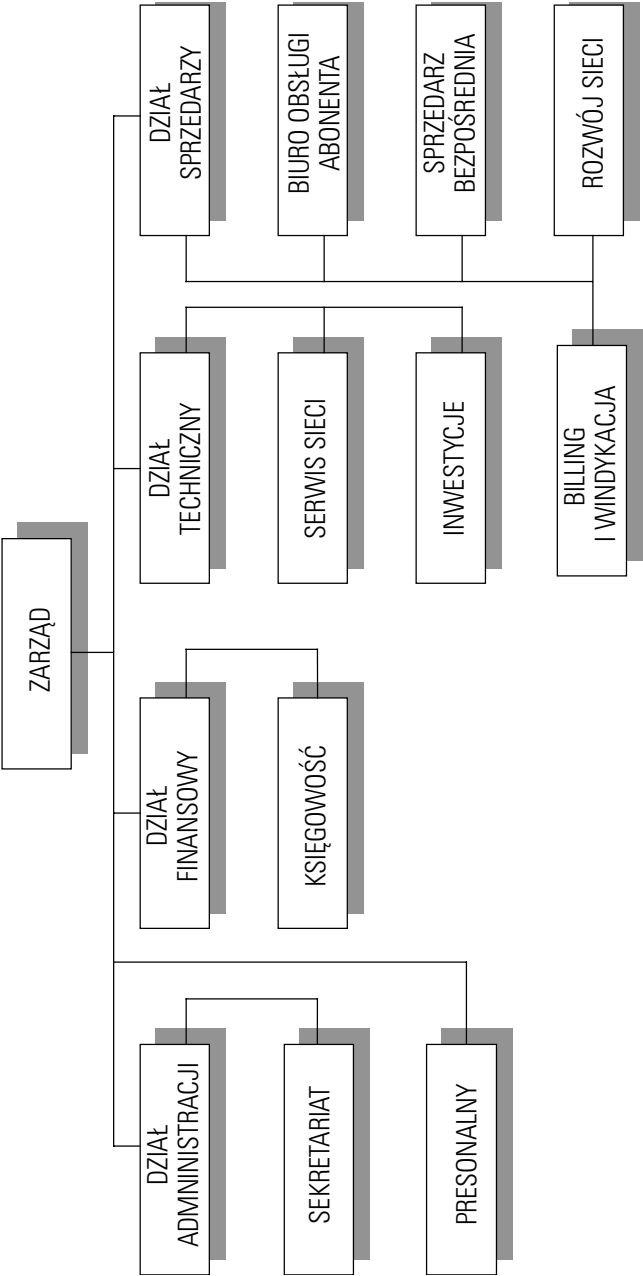 ZARZĄD
DZIAŁ
ADMNINISTRACJI
DZIAŁ
FINANSOWY
DZIAŁ
TECHNICZNY
DZIAŁ
SPRZEDARZY
SEKRETARIAT
KSIĘGOWOŚĆ
SERWIS SIECI
BIURO OBSŁUGI
ABONENTA
PRESONALNY
INWESTYCJE
SPRZEDARZ
BEZPOŚREDNIA
BILLING
I WINDYKACJA
ROZWÓJ SIECI